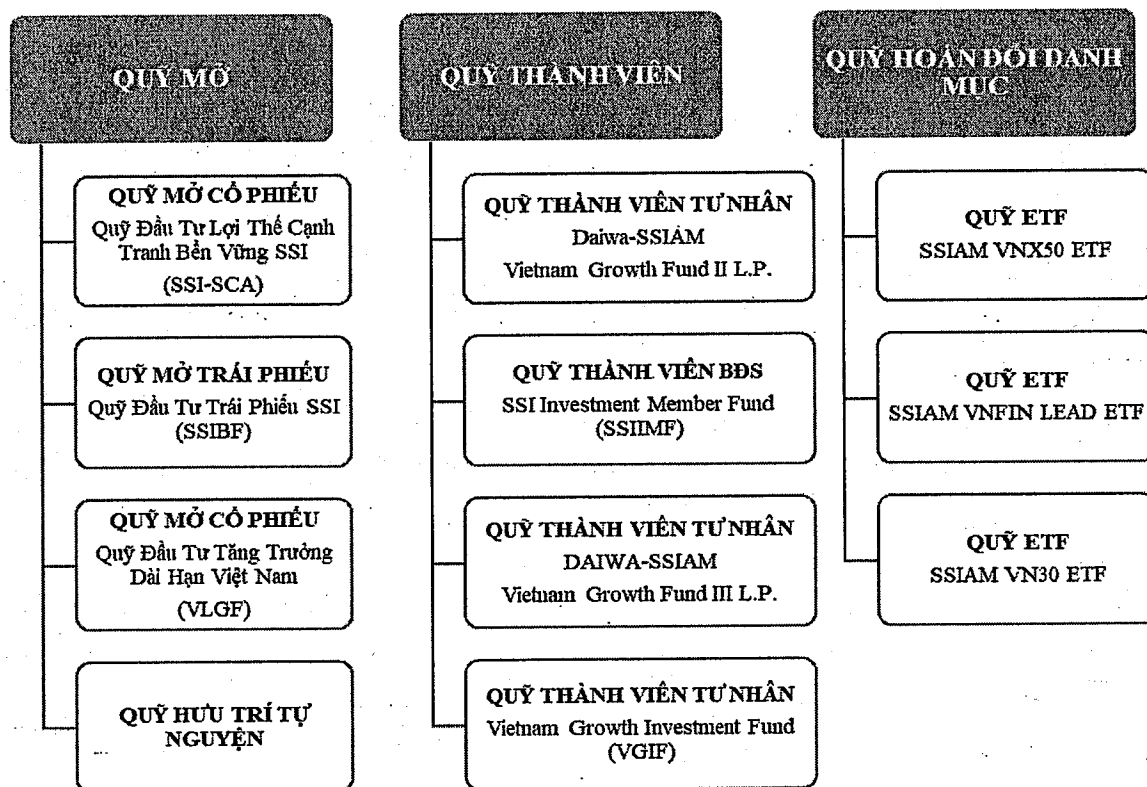 QUỸ MỞ
QUỸ MỞ CỔ PHIẾU
Quỹ Đầu Tư Lợi Thế Cạnh
Tranh Bền Vững SSI
(SSI-SCA)
QUỸ MỞ TRÁI PHIẾU
Quỹ Đầu Tư Trái Phiếu SSI
(SSIBF)
QUỸ MỞ CỔ PHIẾU
Quỹ Đầu Tư Tăng Trưởng
Dài Hạn Việt Nam
(VLGF)
QUỸ HƯU TRÍ TỰ
NGUYỆN
QUỸ THÀNH VIÊN
QUỸ THÀNH VIÊN TƯ NHÂN
Daiwa-SSIAM
Vietnam Growth Fund II L.P.
QUỸ THÀNH VIÊN BĐS
SSI Investment Member Fund
(SSIIMF)
QUỸ THÀNH VIÊN TƯ NHÂN
DAIWA-SSIAM
Vietnam Growth Fund III L.P.
QUỸ THÀNH VIÊN TƯ NHÂN
Vietnam Growth Investment Fund
(VGIF)
QUỸ HOÁN ĐỔI DANH
MỤC
QUỸ ETF
SSIAM VNX50 ETF
QUỸ ETF
SSIAM VNFIN LEAD ETF
QUỸ ETF
SSIAM VN30 ETF